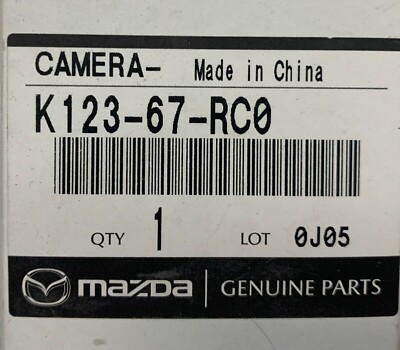 CAMERA- Made in China
K123-67-RC0
QTY 1 LOT 0J05
mazda GENUINE PARTS